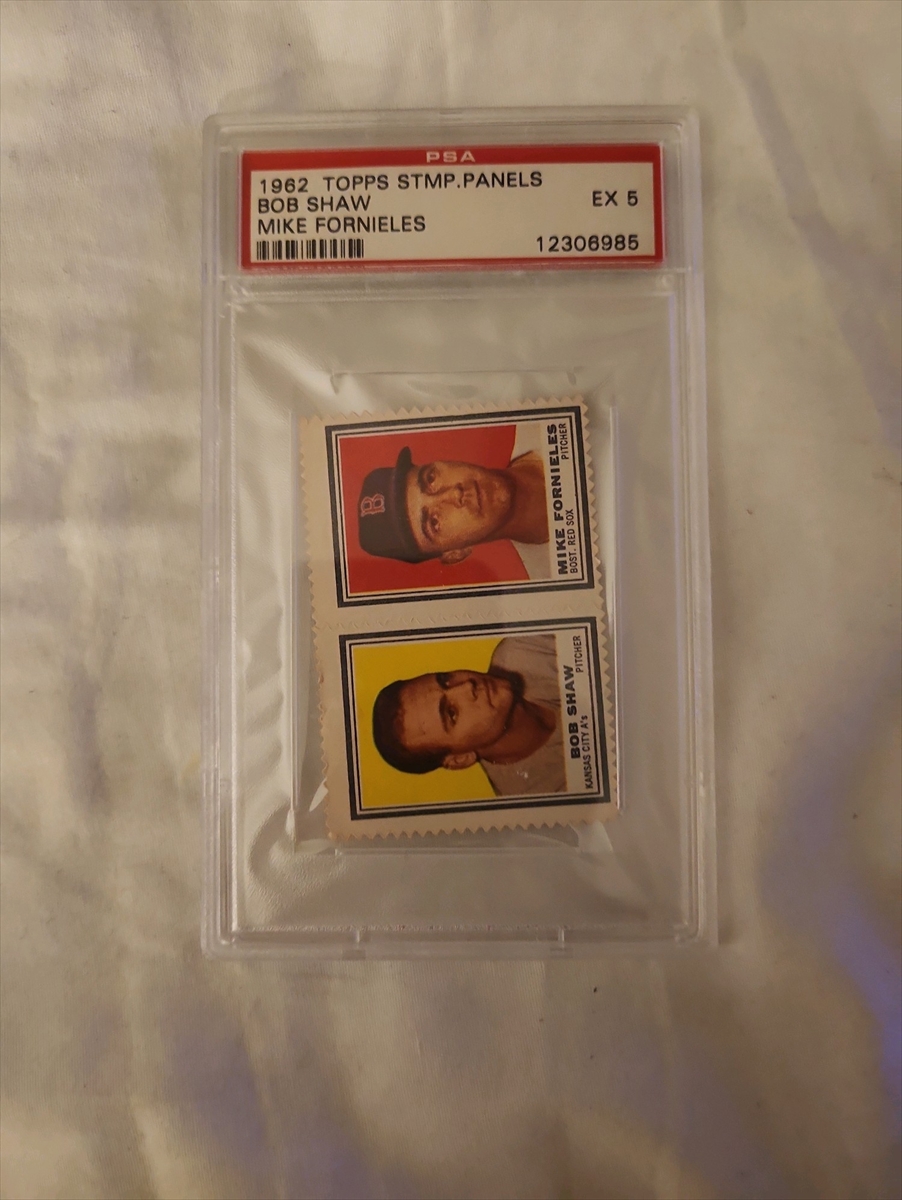 PSA
1962 TOPPS STMP.PANELS
BOB SHAW EX 5
MIKE FORNIELES
12306985
B
MIKE FORNIELES
BOST. RED SOX PITCHER
BOB SHAW
KANSAS CITY A's PITCHER